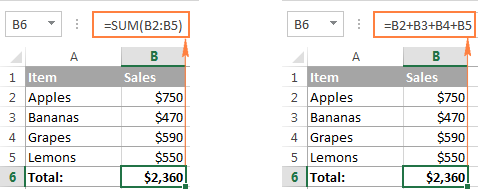 B6 =SUM(B2:B5)
A B
1 Item Sales
2 Apples $750
3 Bananas $470
4 Grapes $590
5 Lemons $550
6 Total: $2,360
B6 =B2+B3+B4+B5
A B
1 Item Sales
2 Apples $750
3 Bananas $470
4 Grapes $590
5 Lemons $550
6 Total: $2,360